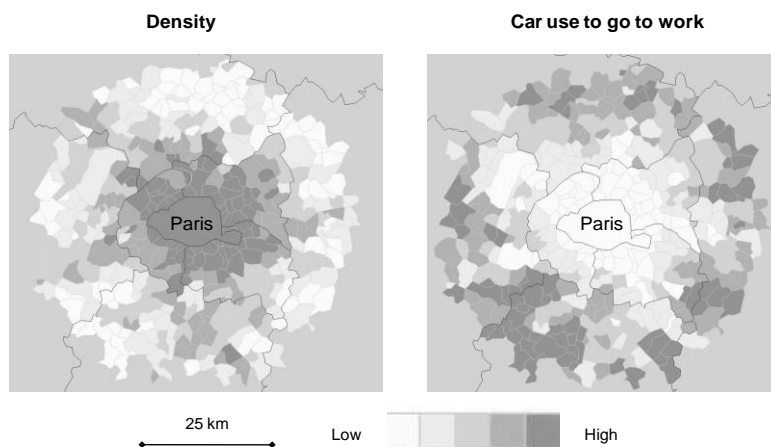 Density
Car use to go to work
Paris
Paris
25 km
Low
High